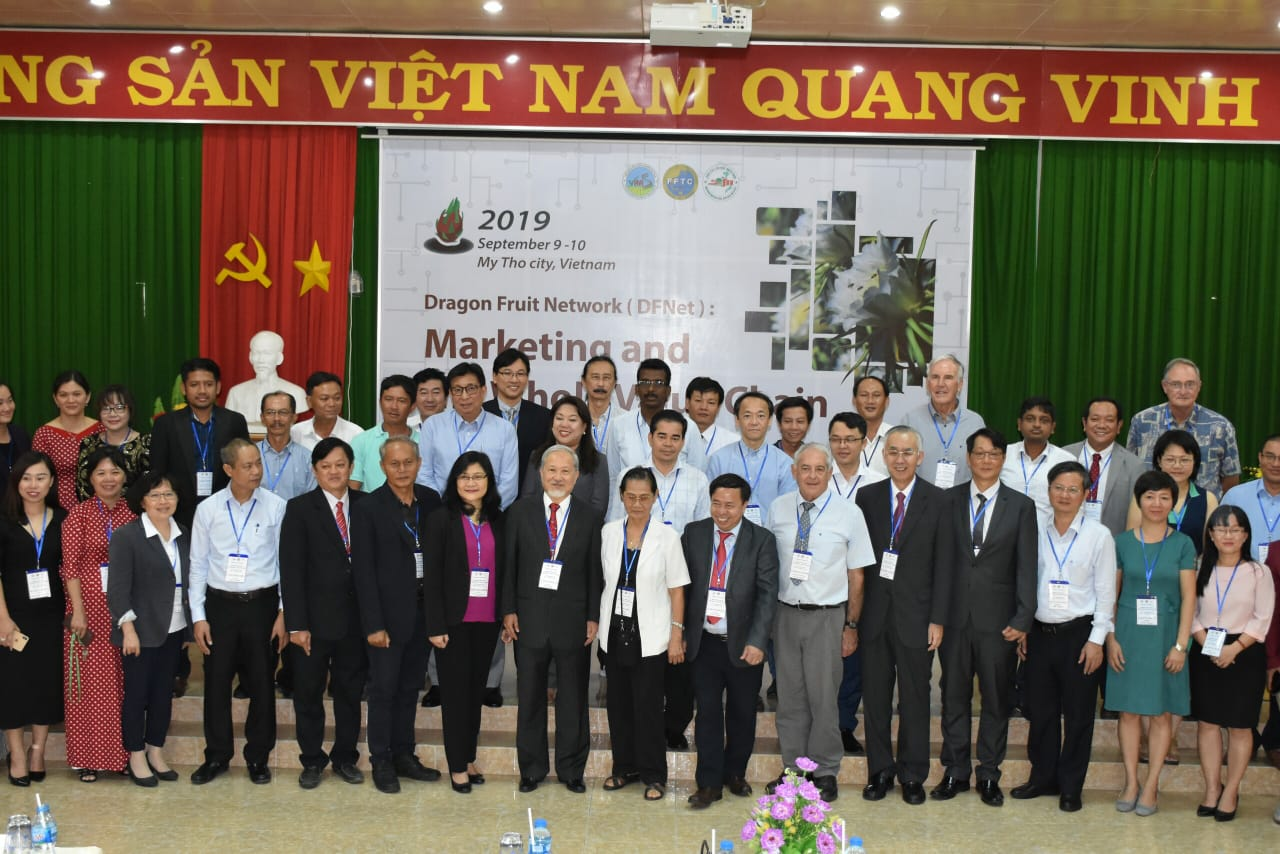 NG SẢN VIỆT NAM QUANG VINH
FFTC
2019
September 9 -10
My Tho city, Vietnam
Dragon Fruit Network ( DFNet ) :
Marketing and
Chain